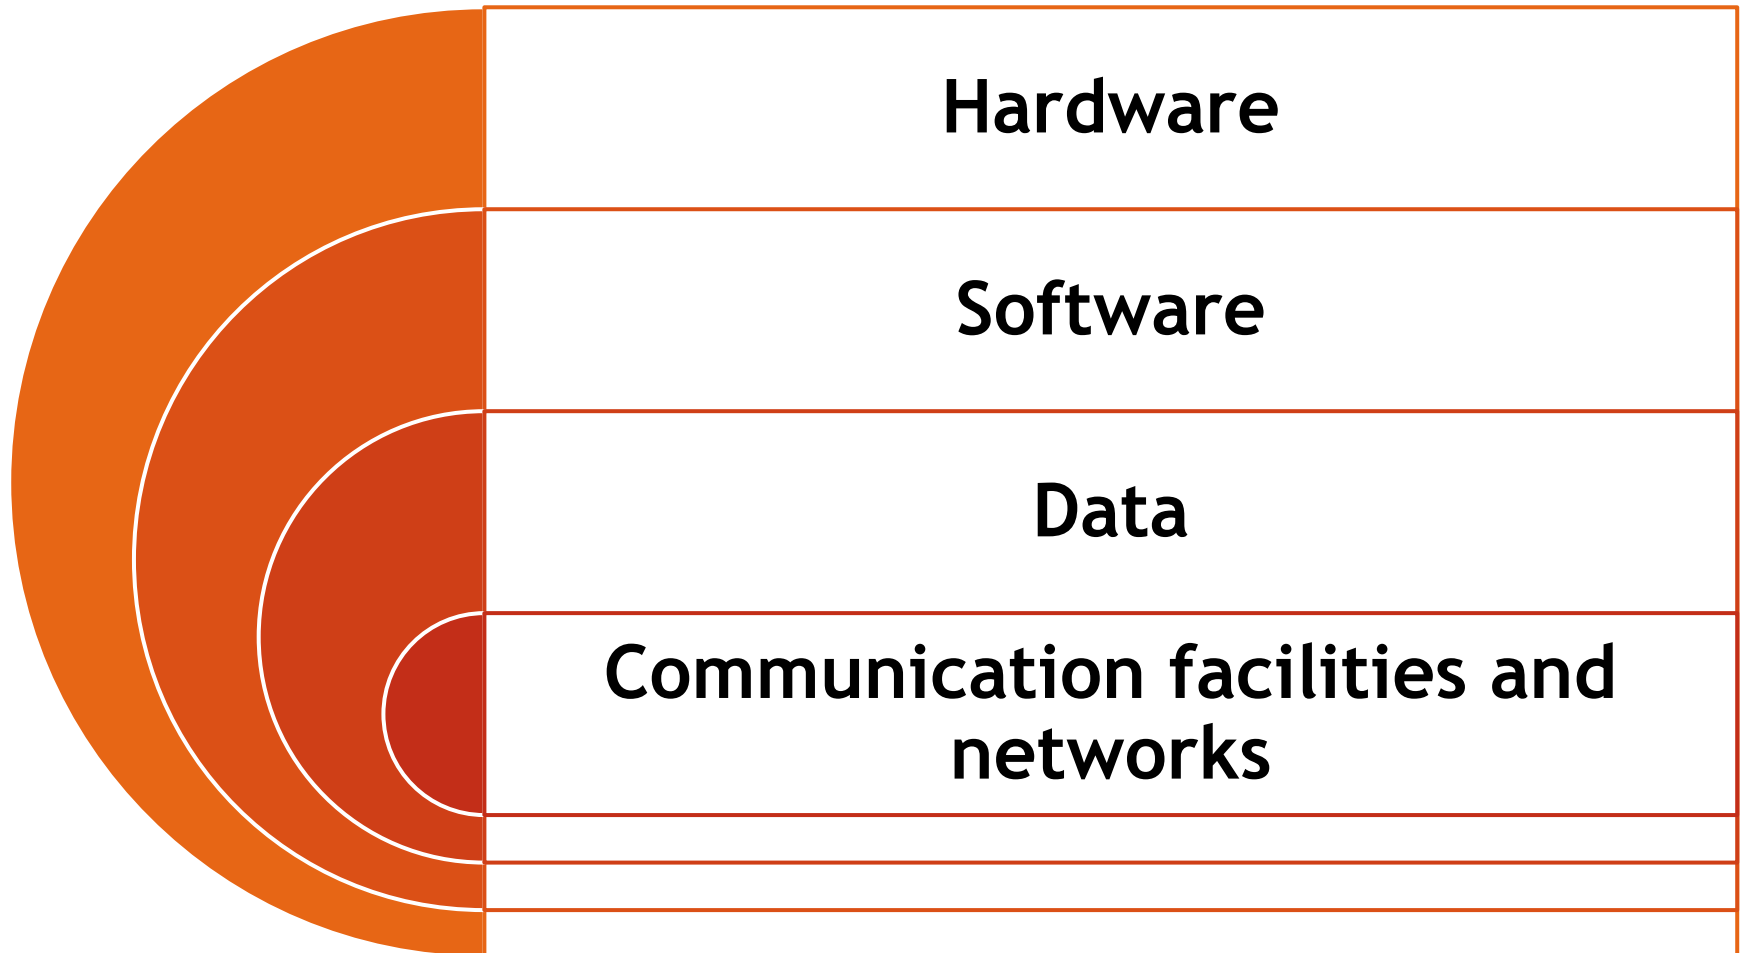 Hardware
Software
Data
Communication facilities and
networks